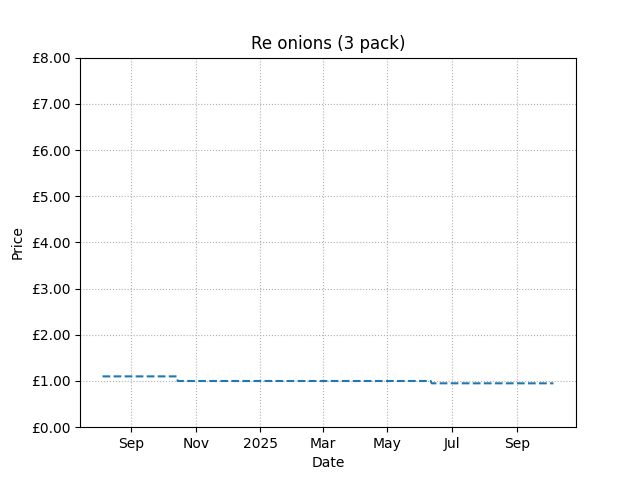 Re onions (3 pack)
£8.00
£7.00
£6.00
£5.00
£4.00
£3.00
£2.00
£1.00
£0.00
Price
Sep Nov 2025 Mar May Jul Sep
Date